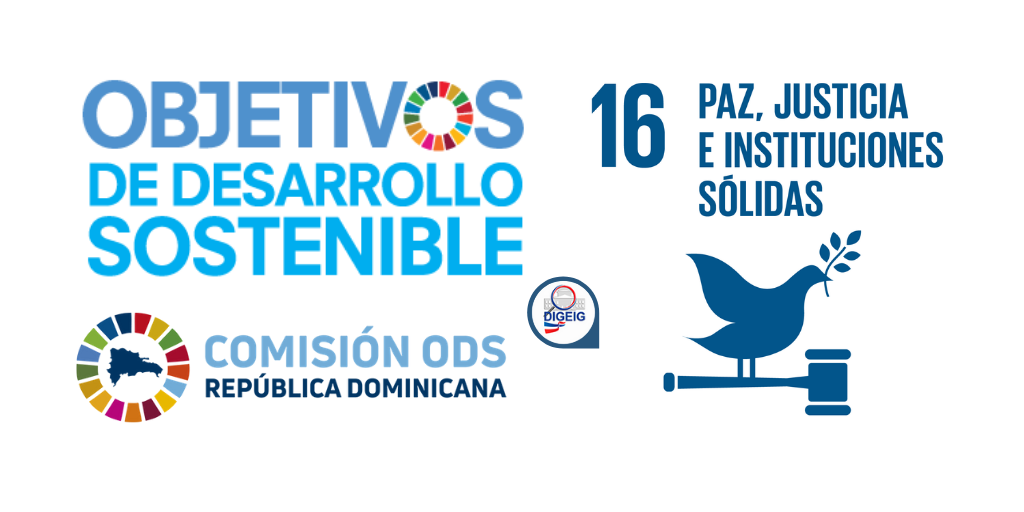 OBJETIVOS
DE DESARROLLO
SOSTENIBLE
COMISIÓN ODS
REPÚBLICA DOMINICANA
DIGEIG
16
PAZ, JUSTICIA
E INSTITUCIONES
SÓLIDAS